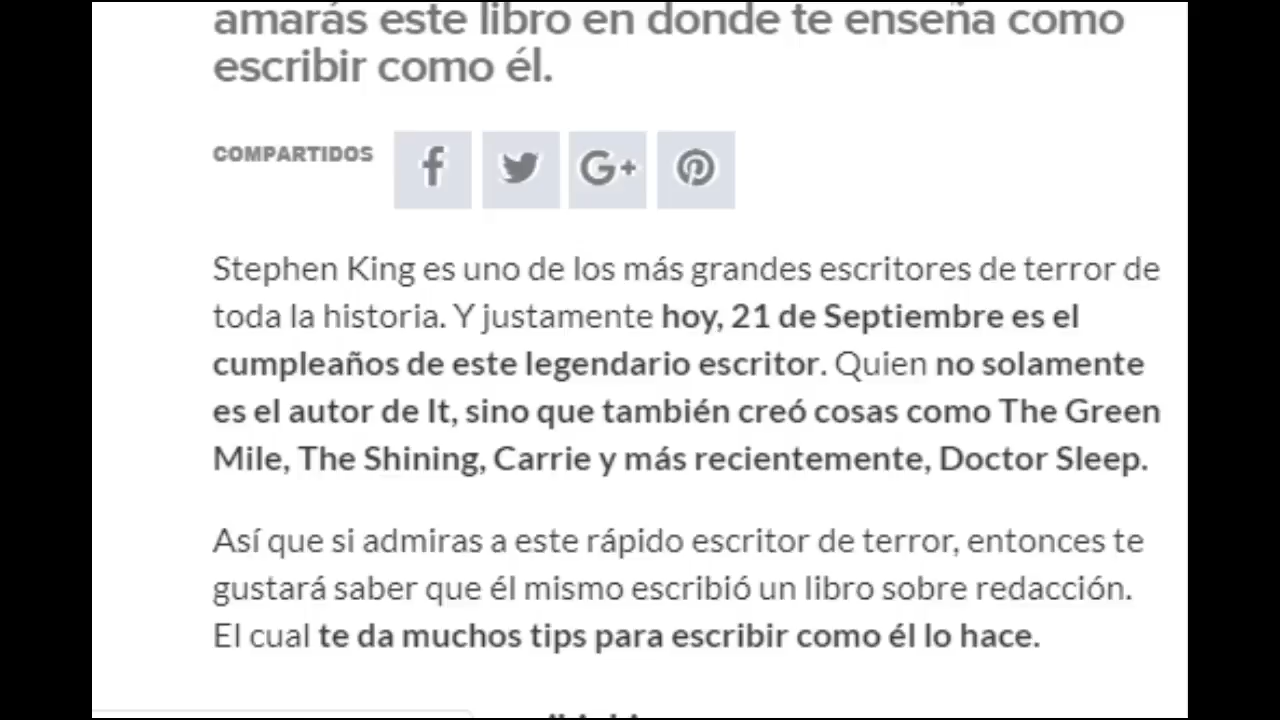 amarás este libro en donde te enseña como
escribir como él.
COMPARTIDOS
G+
Stephen King es uno de los más grandes escritores de terror de
toda la historia. Y justamente hoy, 21 de Septiembre es el
cumpleaños de este legendario escritor. Quien no solamente
es el autor de It, sino que también creó cosas como The Green
Mile, The Shining, Carrie y más recientemente, Doctor Sleep.
Así que si admiras a este rápido escritor de terror, entonces te
gustará saber que él mismo escribió un libro sobre redacción.
El cual te da muchos tips para escribir como él lo hace.